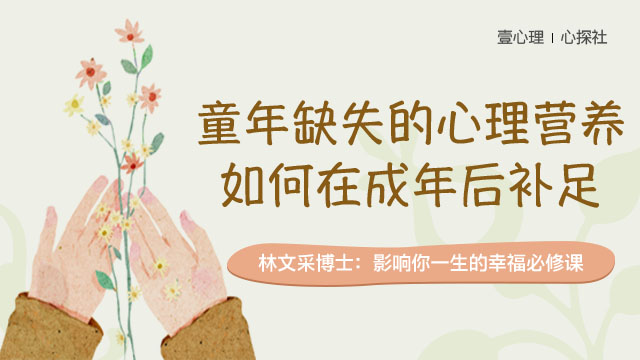 壹心理 | 心探社
童年缺失的心理营养
如何在成年后补足
林文采博士：影响你一生的幸福必修课